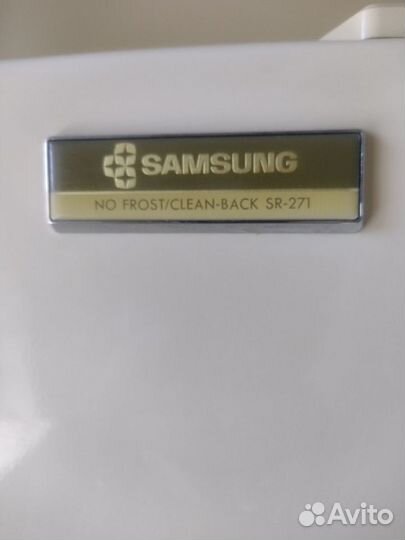 SAMSUNG
NO FROST/CLEAN-BACK SR-271
Avito